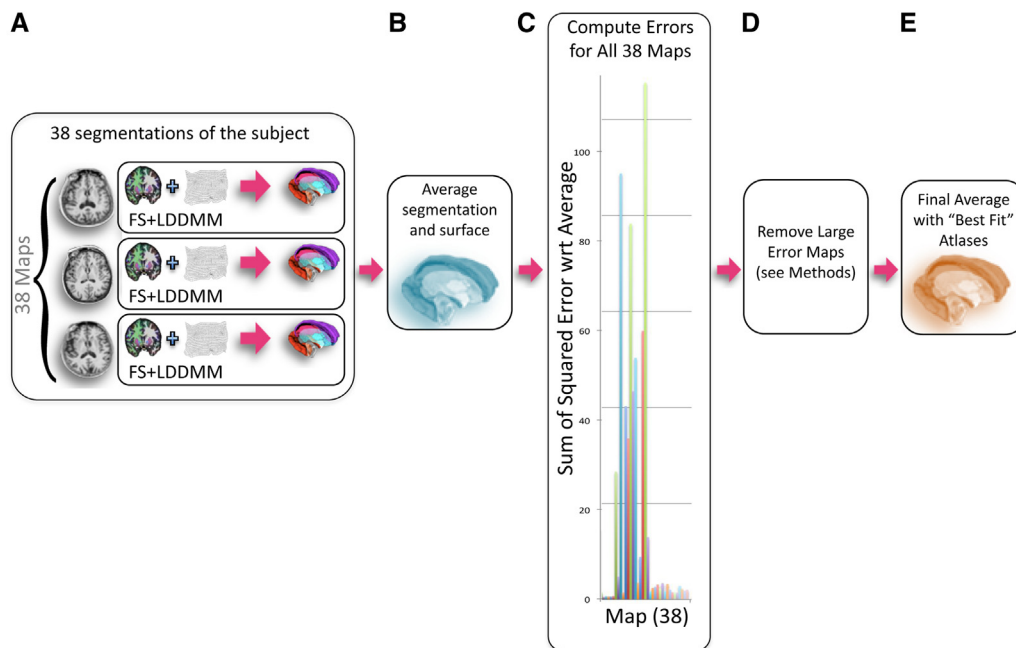 A
B
C
D
E
38 segmentations of the subject
38 Maps
FS+LDDMM
FS+LDDMM
FS+LDDMM
Average
segmentation
and surface
Compute Errors
for All 38 Maps
Sum of Squared Error wrt Average
100
80
60
40
20
0
Map (38)
Remove Large
Error Maps
(see Methods)
Final Average
with “Best Fit”
Atlases